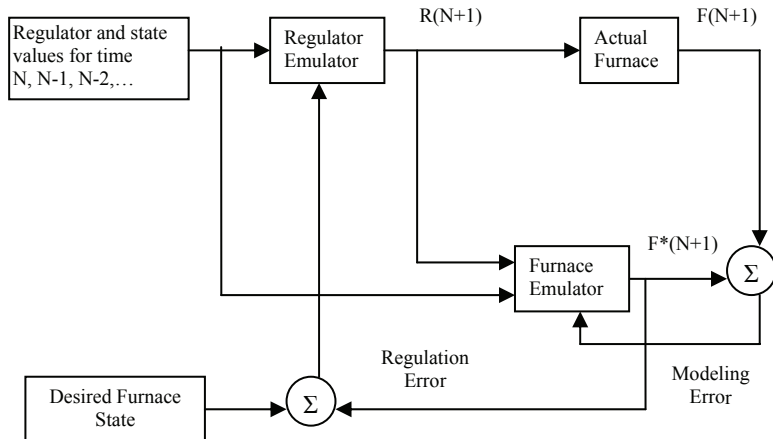 Regulator and state
values for time
N, N-1, N-2,…
Regulator
Emulator
R(N+1)
Actual
Furnace
F(N+1)
Furnace
Emulator
F*(N+1)
Σ
Regulation
Error
Modeling
Error
Desired Furnace
State
Σ